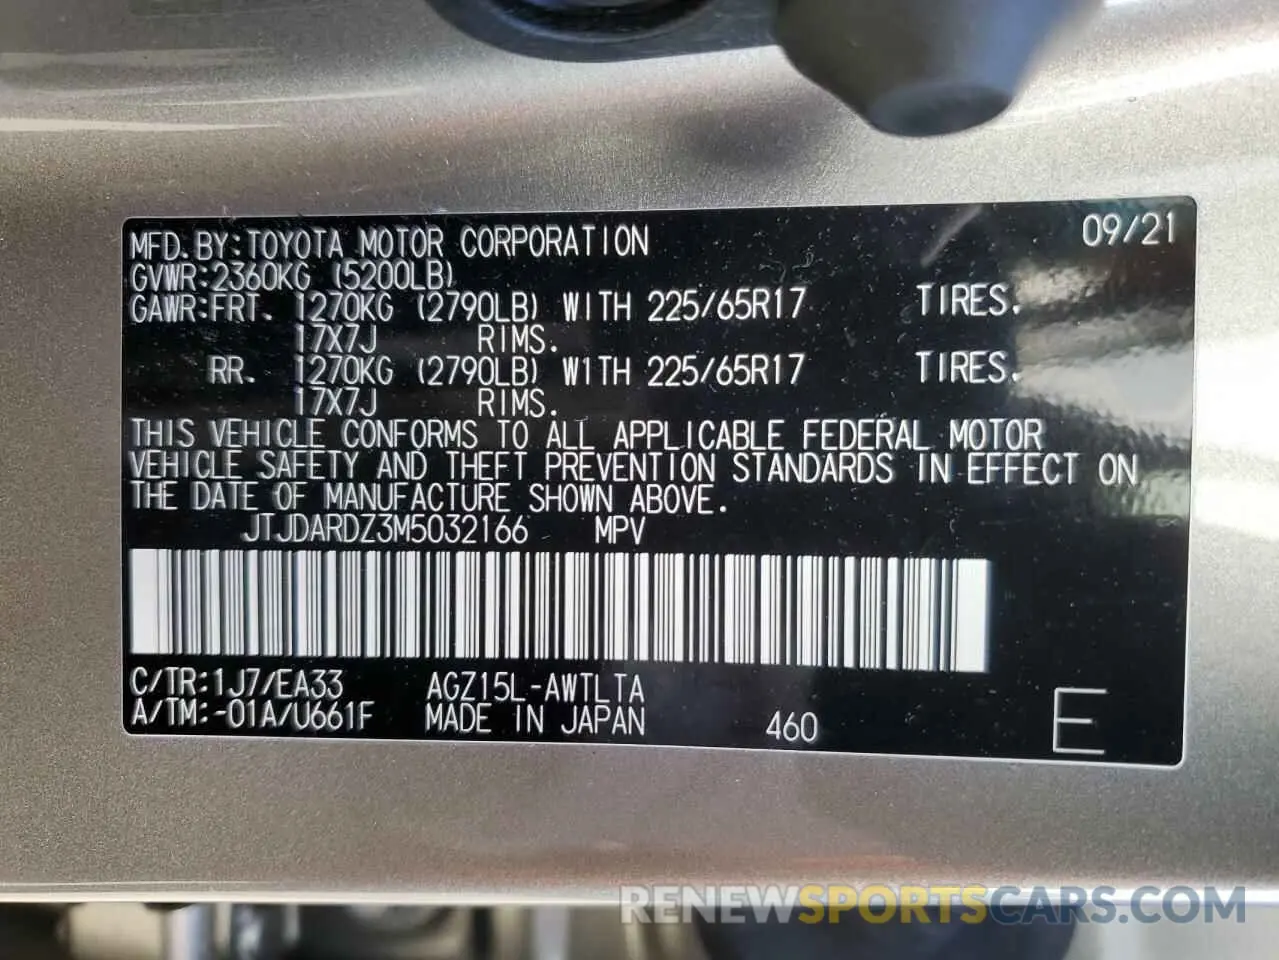 MFD.BY:TOYOTA MOTOR CORPORATION 09/21
GVWR:2360KG (5200LB)
GAWR:FRT. 1270KG (2790LB) WITH 225/65R17 TIRES.
17X7J RIMS.
RR. 1270KG (2790LB) WITH 225/65R17 TIRES.
17X7J RIMS.
THIS VEHICLE CONFORMS TO ALL APPLICABLE FEDERAL MOTOR
VEHICLE SAFETY AND THEFT PREVENTION STANDARDS IN EFFECT ON
THE DATE OF MANUFACTURE SHOWN ABOVE.
JTJDARDZ3M5032166 MPV
C/TR:1J7/EA33 AGZ15L-AWTLTA
A/TM:-01A/U661F MADE IN JAPAN 460 E
RENEWSPORTSCARS.COM